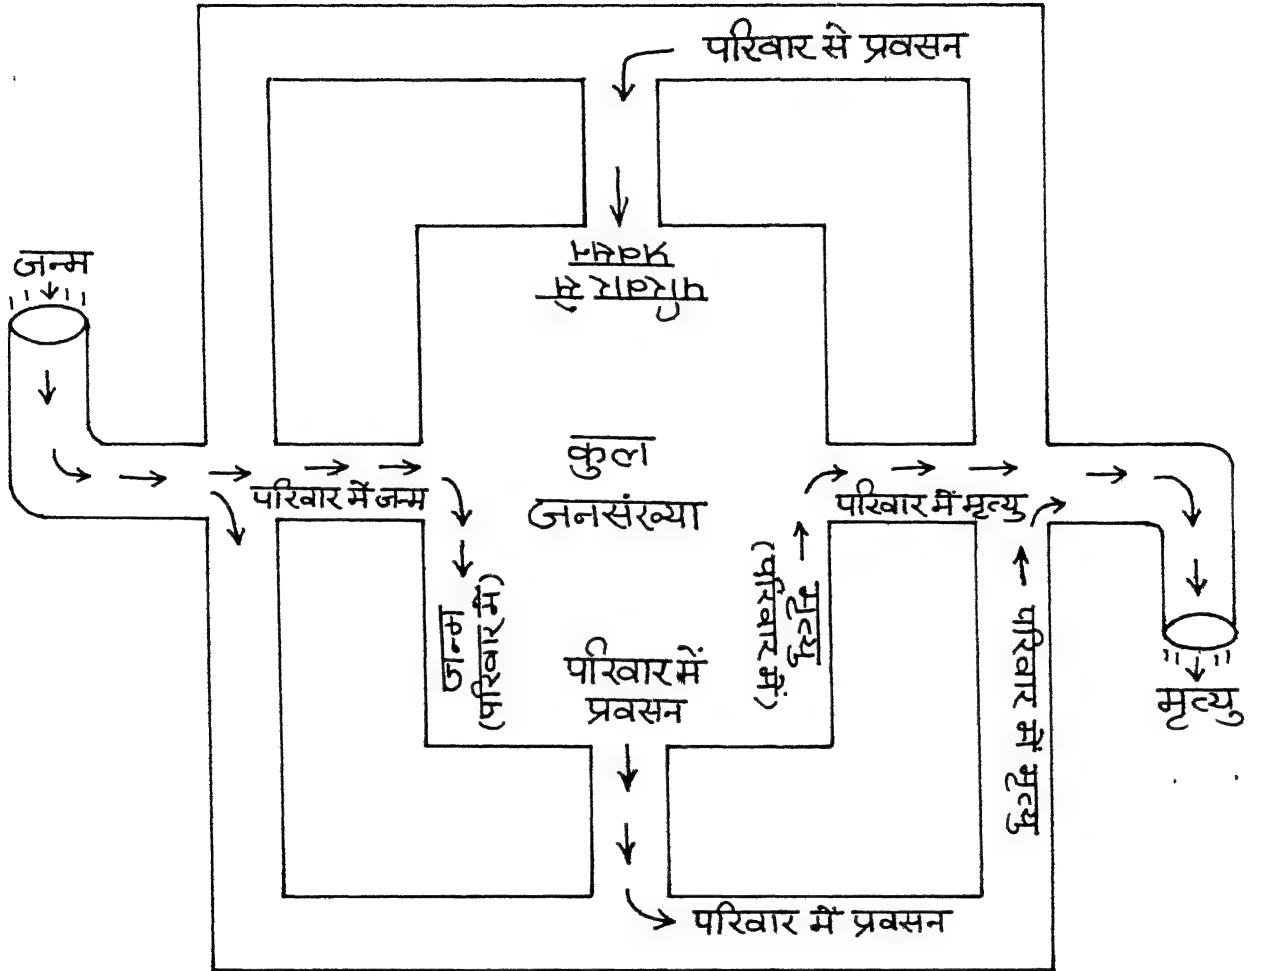 परिवार से प्रवसन
परिवार से
प्रवसन
जन्म
कुल
जनसंख्या
परिवार में जन्म
परिवार में मृत्यु
जन्म
(परिवार में)
मृत्यु
(परिवार में)
परिवार में
प्रवसन
परिवार में मृत्यु
मृत्यु
परिवार में प्रवसन